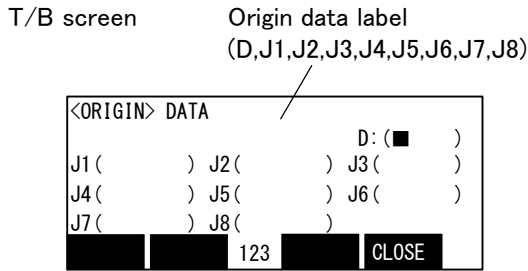 T/B screen
Origin data label
(D,J1,J2,J3,J4,J5,J6,J7,J8)
<ORIGIN> DATA
D:(■ )
J1( ) J2( ) J3( )
J4( ) J5( ) J6( )
J7( ) J8( )
123 CLOSE